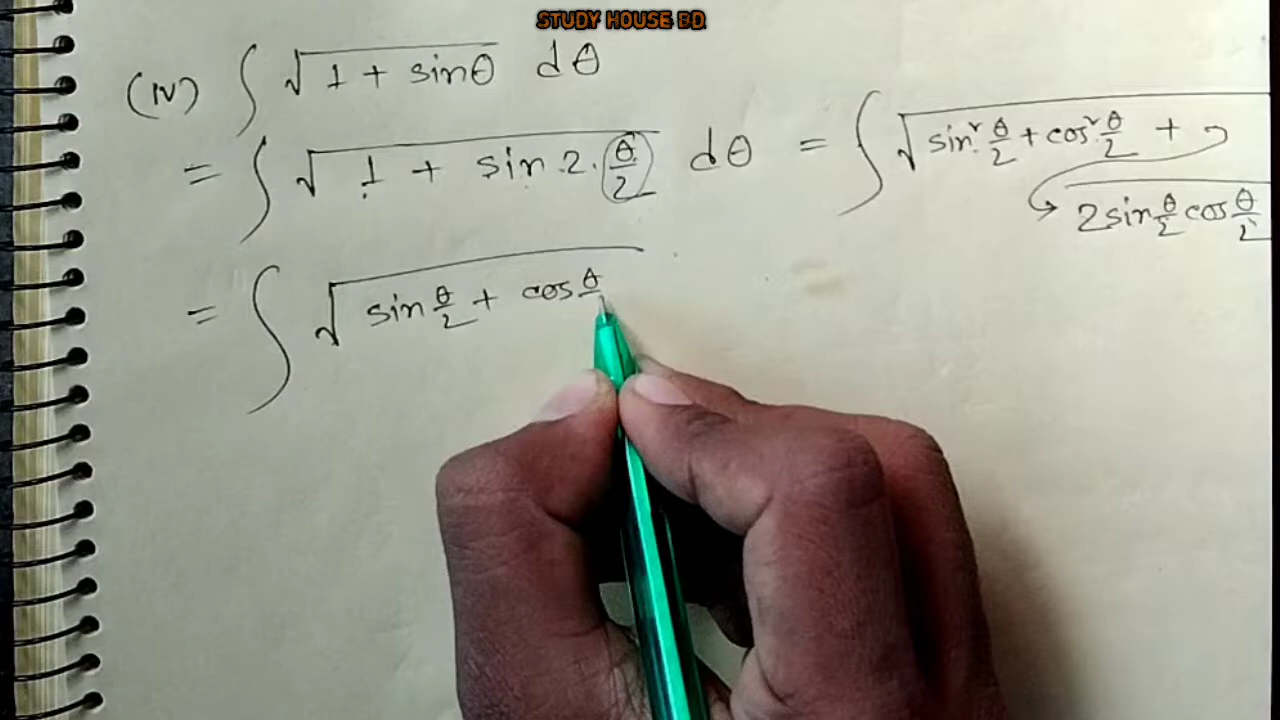 STUDY HOUSE BD
(IV) ∫ √(1 + sinθ) dθ
= ∫ √(1 + sin 2·θ/2) dθ = ∫ √(sin²θ/2 + cos²θ/2 +
2sinθ/2 cosθ/2
= ∫ √(sinθ/2 + cosθ/